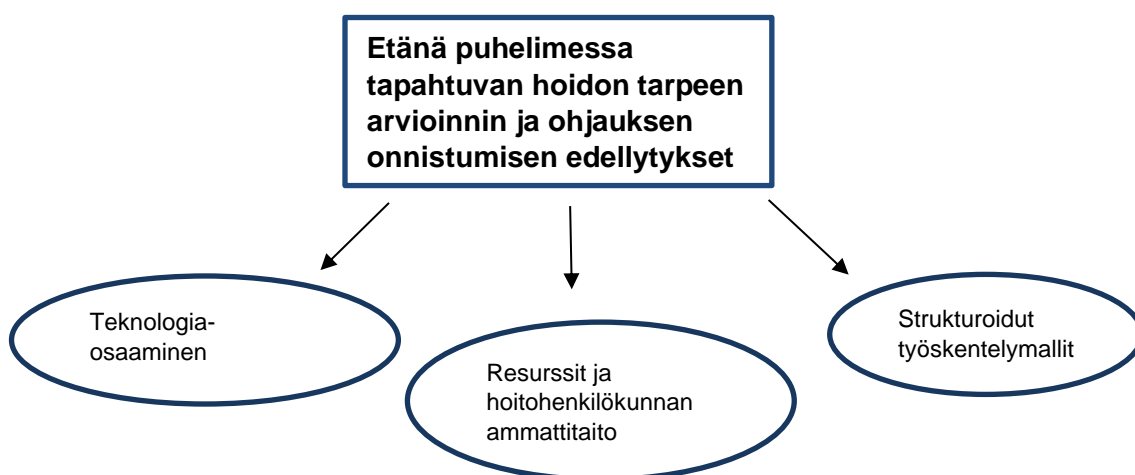 Etänä puhelimessa
tapahtuvan hoidon tarpeen
arvioinnin ja ohjauksen
onnistumisen edellytykset
Teknologia-
osaaminen
Resurssit ja
hoitohenkilökunnan
ammattitaito
Strukturoidut
työskentelymallit